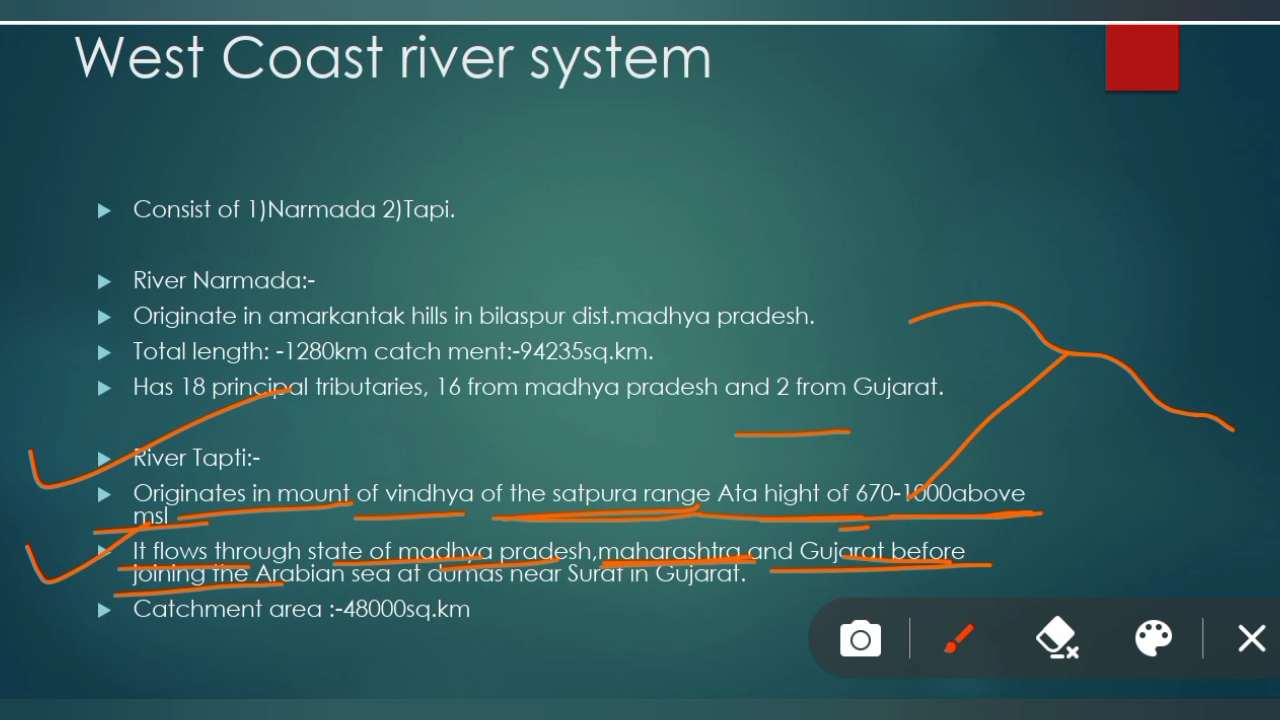 West Coast river system
Consist of 1)Narmada 2)Tapi.
River Narmada:-
Originate in amarkantak hills in bilaspur dist.madhya pradesh.
Total length: -1280km catch ment:-94235sq.km.
Has 18 principal tributaries, 16 from madhya pradesh and 2 from Gujarat.
River Tapti:-
Originates in mount of vindhya of the satpura range Ata hight of 670-1000above
msl
It flows through state of madhya pradesh,maharashtra and Gujarat before
joining the Arabian sea at dumas near Surat in Gujarat.
Catchment area :-48000sq.km